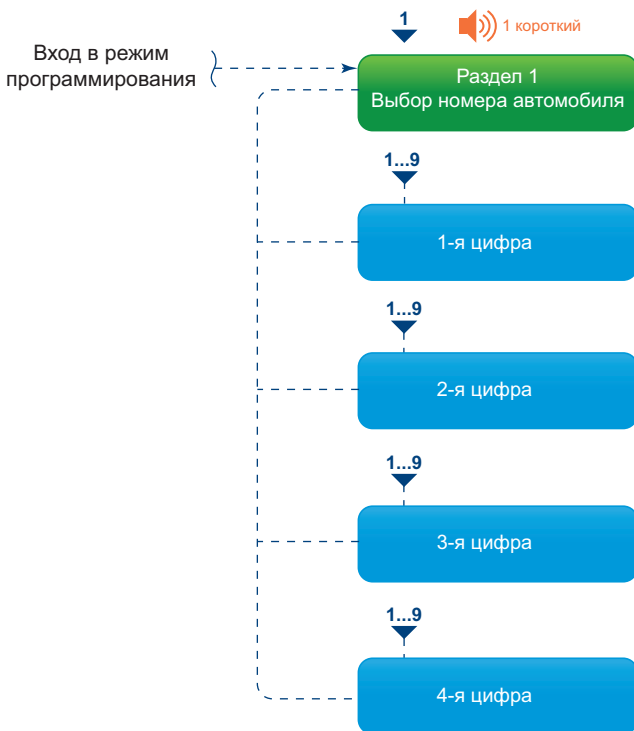 1
1 короткий
Вход в режим
программирования
Раздел 1
Выбор номера автомобиля
1...9
1-я цифра
1...9
2-я цифра
1...9
3-я цифра
1...9
4-я цифра